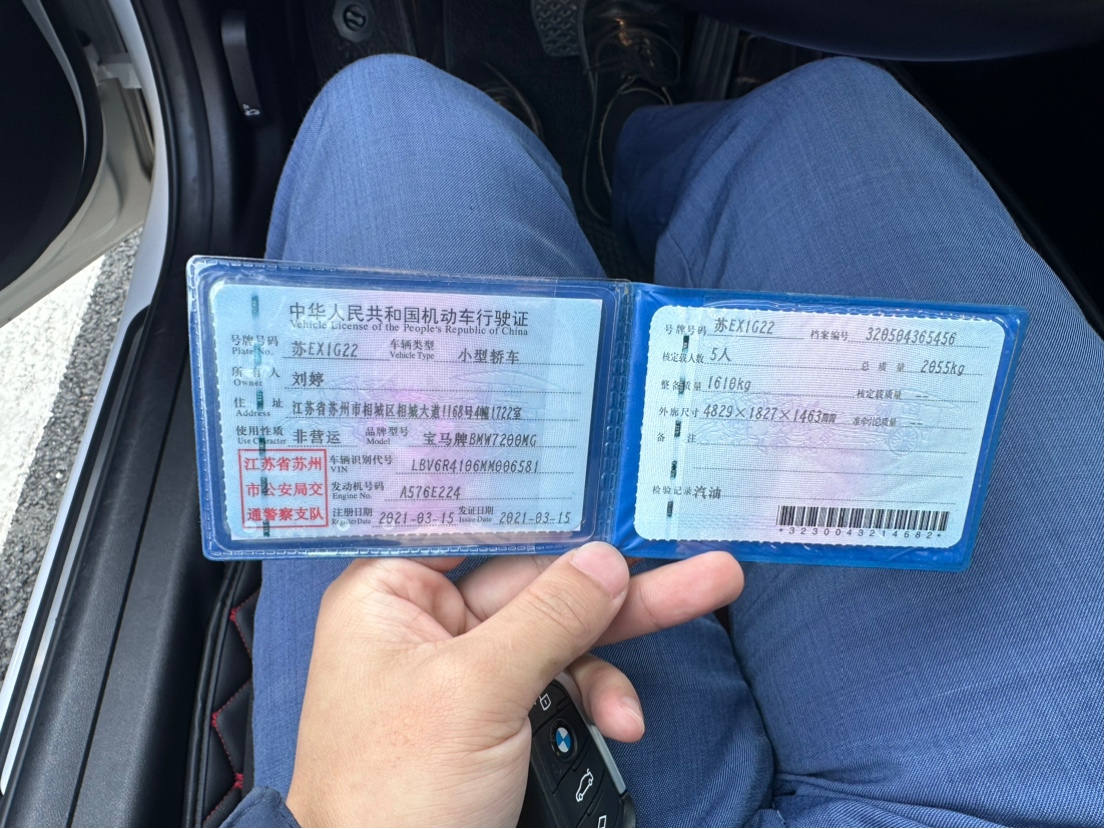 中华人民共和国机动车行驶证
Vehicle License of the People's Republic of China
号牌号码 Plate No. 苏EX1G22 车辆类型 Vehicle Type 小型轿车
所有人 Owner 刘婷
住址 Address 江苏省苏州市相城区相城大道1168号4幢1722室
使用性质 Use Character 非营运 品牌型号 Model 宝马牌BMW7200MG
江苏省苏州
市公安局交
通警察支队
车辆识别代号 VIN LBV6R4106MM006581
发动机号码 Engine No. A576E224
注册日期 Register Date 2021-03-15 发证日期 Issue Date 2021-03-15
号牌号码 苏EX1G22 档案编号 320504365456
核定载人数 5人 总质量 2055kg
整备质量 1610kg 核定载质量 --
外廓尺寸 4829×1827×1463mm 准牵引总质量 --
备注
检验记录 汽油
*3230043214682*